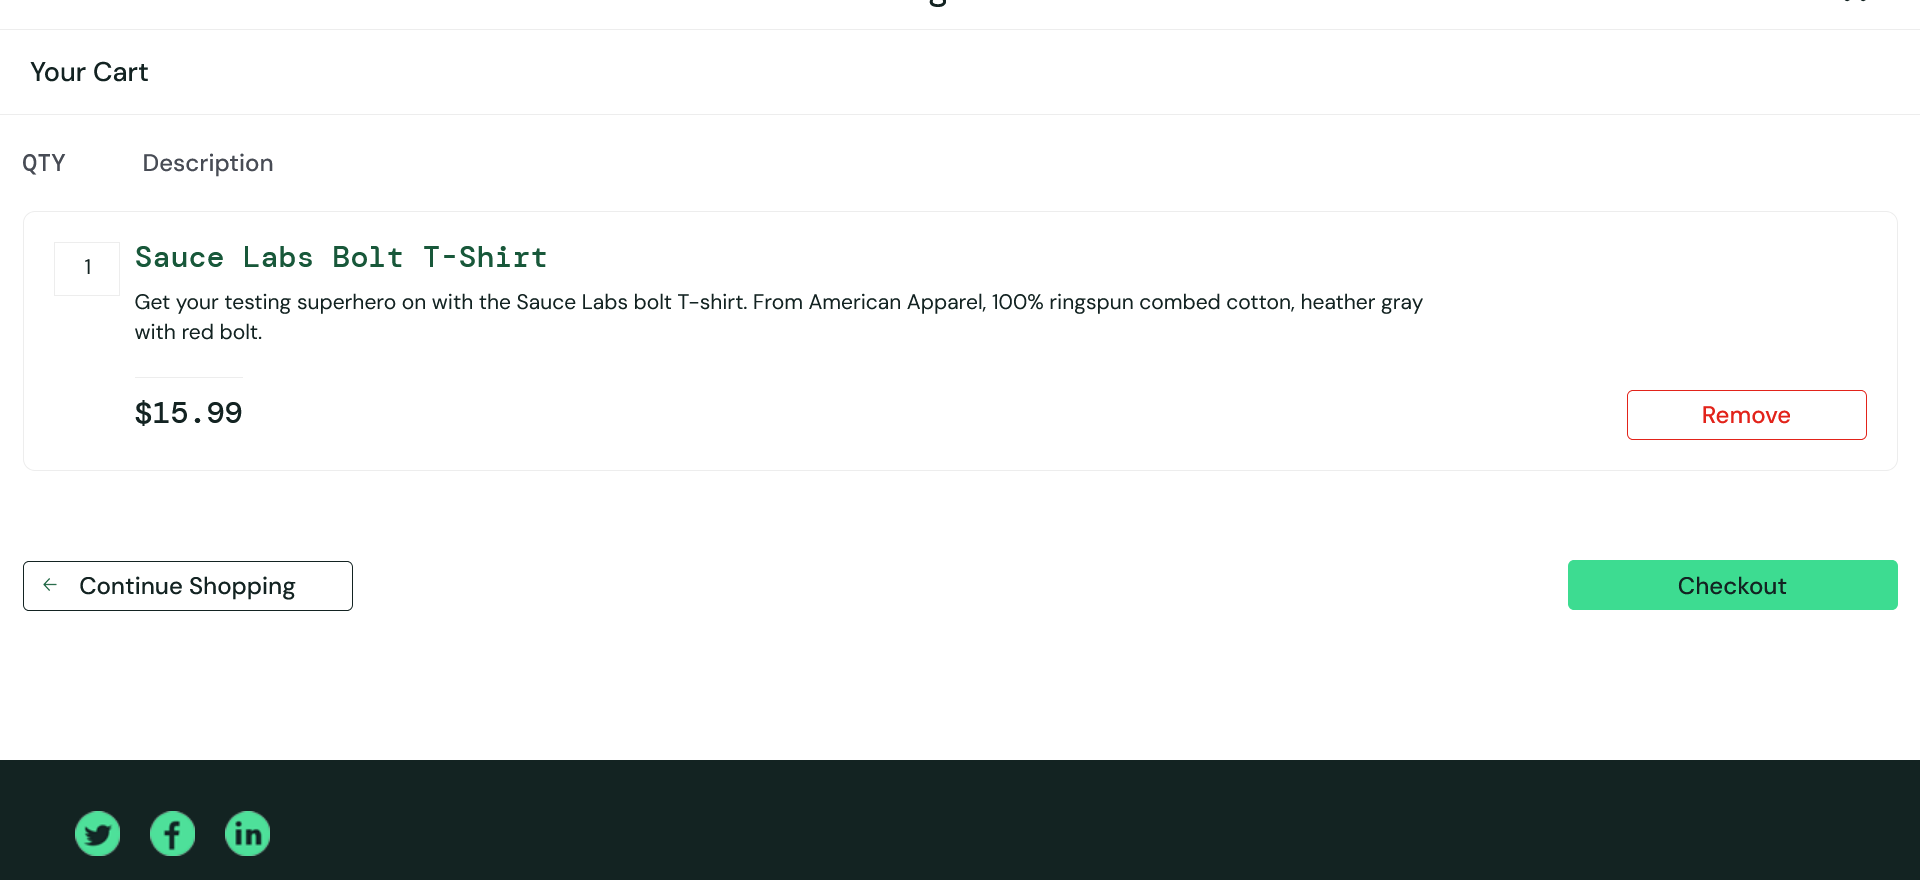 Your Cart
QTY Description
1
Sauce Labs Bolt T-Shirt
Get your testing superhero on with the Sauce Labs bolt T-shirt. From American Apparel, 100% ringspun combed cotton, heather gray
with red bolt.
$15.99
Remove
Continue Shopping
Checkout